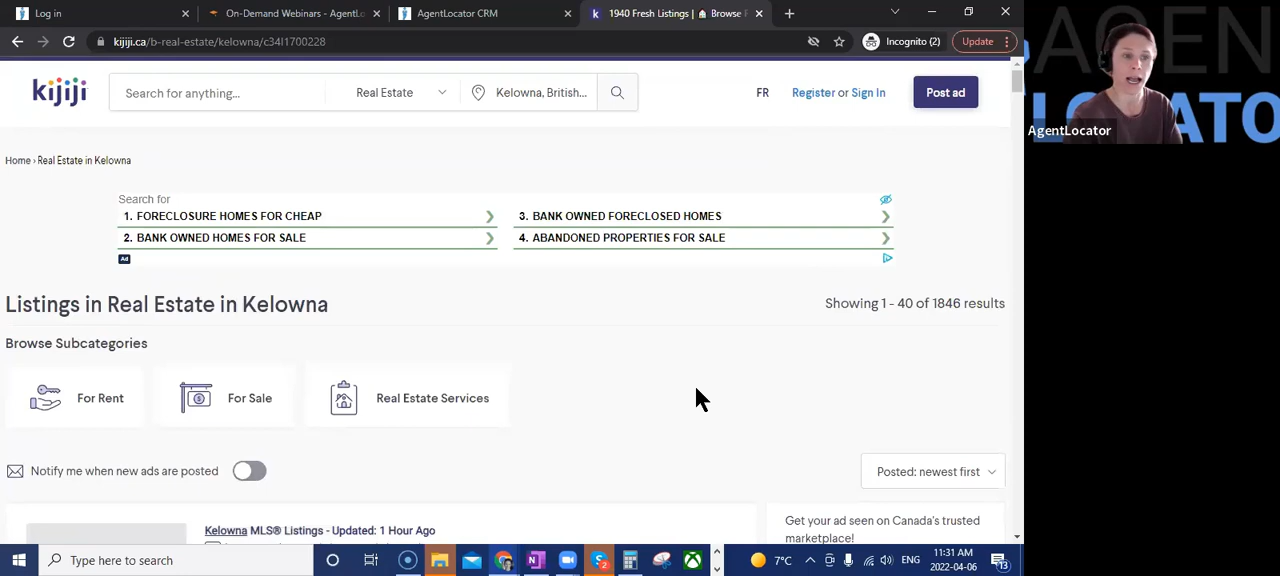 Log in
On-Demand Webinars - AgentLo
AgentLocator CRM
1940 Fresh Listings | Browse
kijiji.ca/b-real-estate/kelowna/c34l1700228
Incognito (2)
Update
kijiji
Search for anything...
Real Estate
Kelowna, British...
FR
Register or Sign In
Post ad
Home › Real Estate in Kelowna
Search for
1. FORECLOSURE HOMES FOR CHEAP
3. BANK OWNED FORECLOSED HOMES
2. BANK OWNED HOMES FOR SALE
4. ABANDONED PROPERTIES FOR SALE
Ad
Listings in Real Estate in Kelowna
Showing 1 - 40 of 1846 results
Browse Subcategories
For Rent
For Sale
Real Estate Services
Notify me when new ads are posted
Posted: newest first
Kelowna MLS® Listings - Updated: 1 Hour Ago
Get your ad seen on Canada's trusted
marketplace!
AGEN
LOCATO
AgentLocator
Type here to search
7°C
ENG
11:31 AM
2022-04-06
13